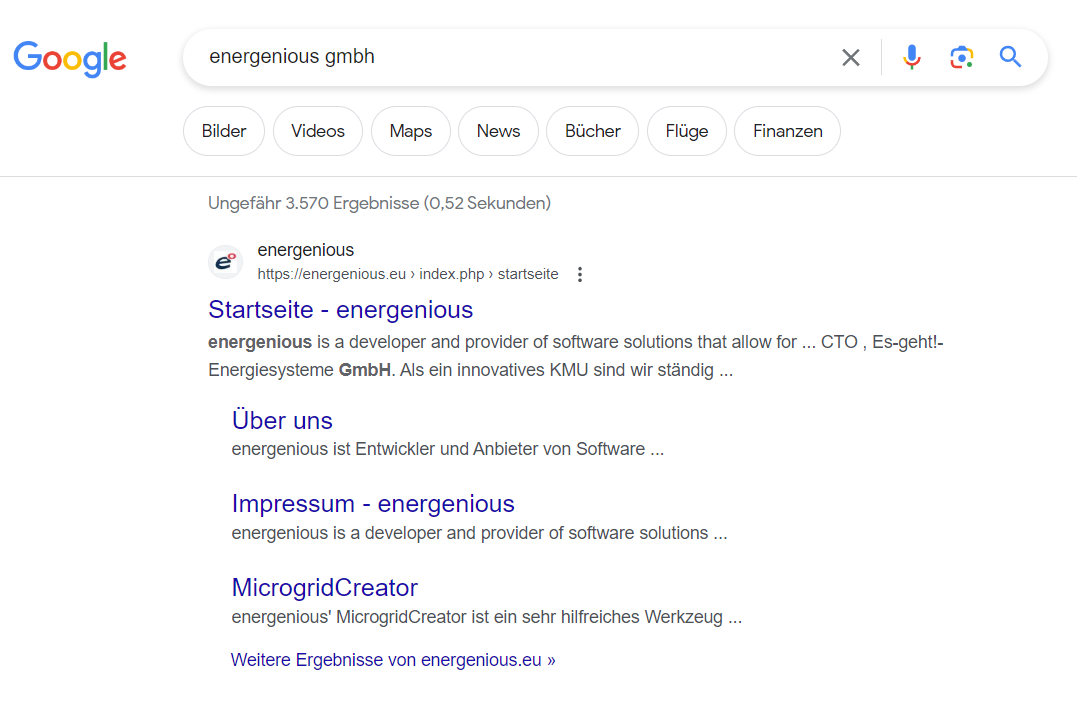 Google
energenious gmbh
Bilder
Videos
Maps
News
Bücher
Flüge
Finanzen
Ungefähr 3.570 Ergebnisse (0,52 Sekunden)
e
energenious
https://energenious.eu › index.php › startseite
Startseite - energenious
energenious is a developer and provider of software solutions that allow for ... CTO , Es-geht!-
Energiesysteme GmbH. Als ein innovatives KMU sind wir ständig ...
Über uns
energenious ist Entwickler und Anbieter von Software ...
Impressum - energenious
energenious is a developer and provider of software solutions ...
MicrogridCreator
energenious' MicrogridCreator ist ein sehr hilfreiches Werkzeug ...
Weitere Ergebnisse von energenious.eu »